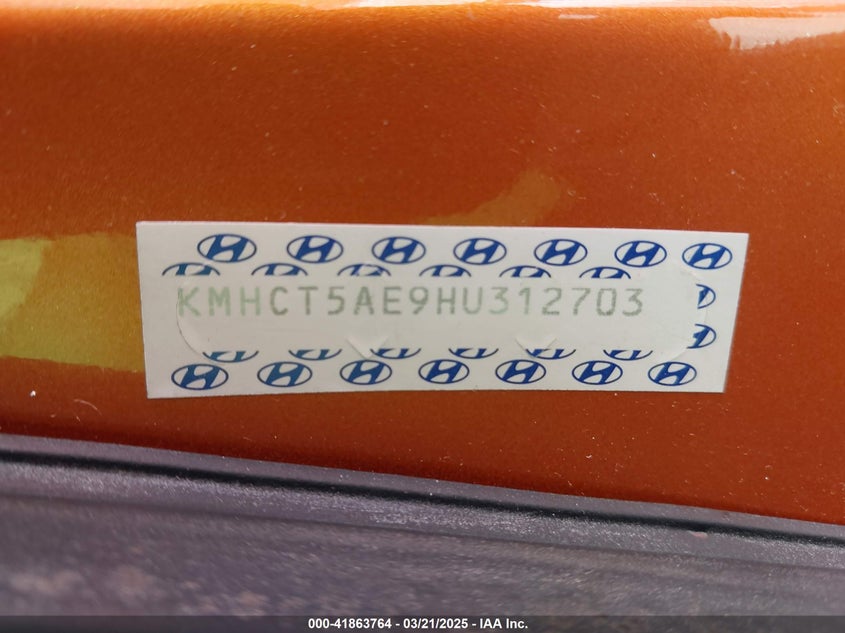 KMHCT5AE9HU312703
000-41863764 - 03/21/2025 - IAA Inc.